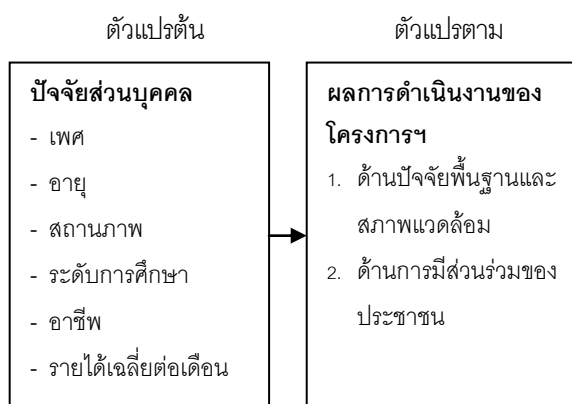 ตัวแปรต้น
ปัจจัยส่วนบุคคล
- เพศ
- อายุ
- สถานภาพ
- ระดับการศึกษา
- อาชีพ
- รายได้เฉลี่ยต่อเดือน
ตัวแปรตาม
ผลการดำเนินงานของ
โครงการฯ
1. ด้านปัจจัยพื้นฐานและ
สภาพแวดล้อม
2. ด้านการมีส่วนร่วมของ
ประชาชน